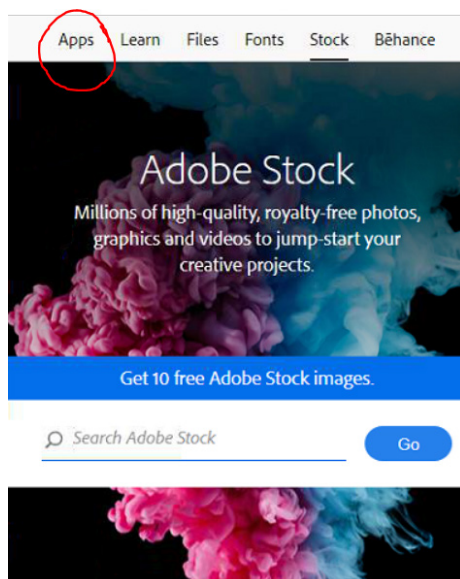 Apps Learn Files Fonts Stock Bēhance
Adobe Stock
Millions of high-quality, royalty-free photos,
graphics and videos to jump-start your
creative projects.
Get 10 free Adobe Stock images.
Search Adobe Stock Go